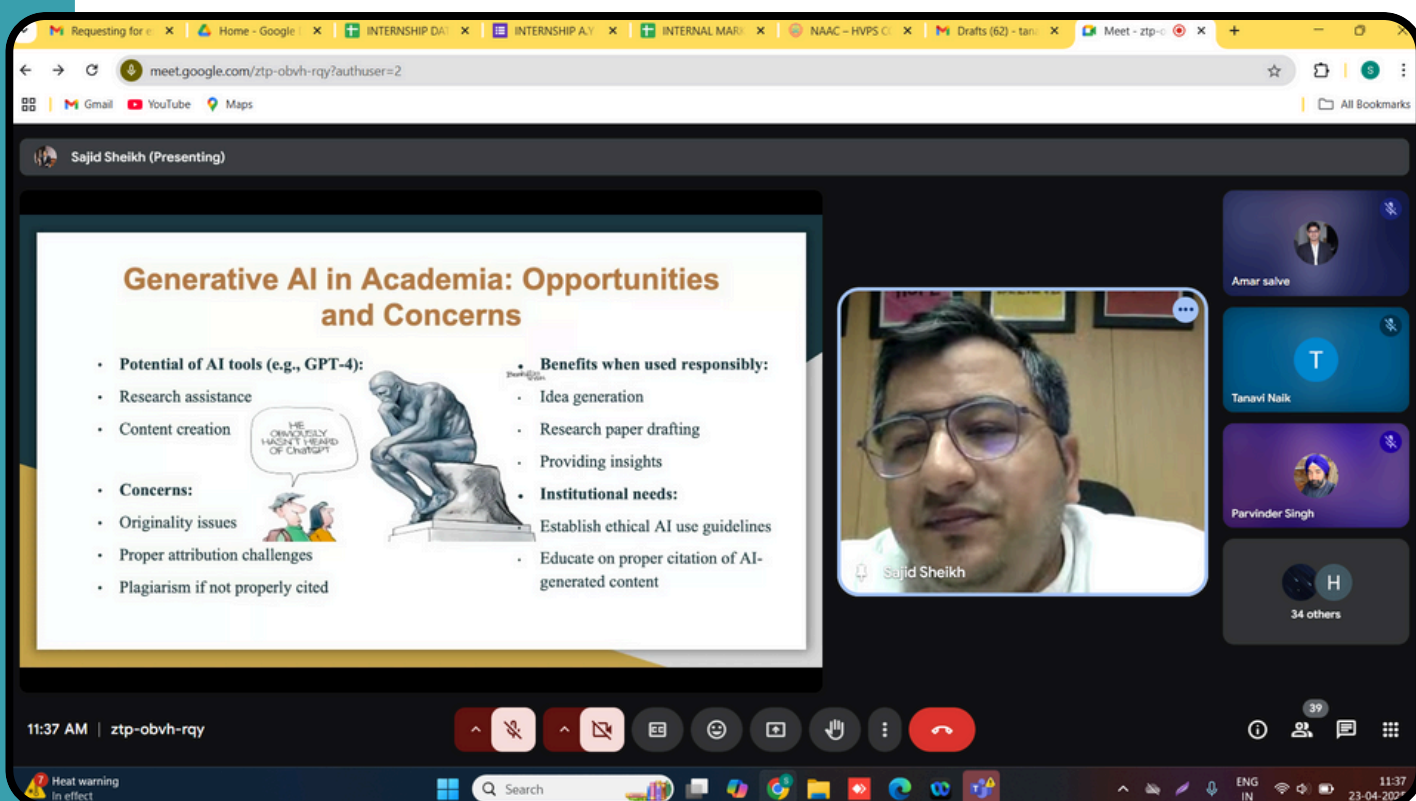 Requesting for e
Home - Google
INTERNSHIP DA
INTERNSHIP A.Y
INTERNAL MAR
NAAC – HVPS C
Drafts (62) - tan
Meet - ztp-o
meet.google.com/ztp-obvh-rqy?authuser=2
S
Gmail
YouTube
Maps
All Bookmarks
Sajid Sheikh (Presenting)
Generative AI in Academia: Opportunities
and Concerns
• Potential of AI tools (e.g., GPT-4):
• Research assistance
• Content creation
HE
OBVIOUSLY
HASN'T HEARD
OF ChatGPT
• Concerns:
• Originality issues
• Proper attribution challenges
• Plagiarism if not properly cited
• Benefits when used responsibly:
• Idea generation
• Research paper drafting
• Providing insights
• Institutional needs:
• Establish ethical AI use guidelines
• Educate on proper citation of AI-
generated content
HOPE
Sajid Sheikh
Amar salve
T
Tanavi Naik
Parvinder Singh
H
34 others
11:37 AM | ztp-obvh-rqy
39
7
Heat warning
In effect
Search
ENG
IN
11:37
23-04-2025